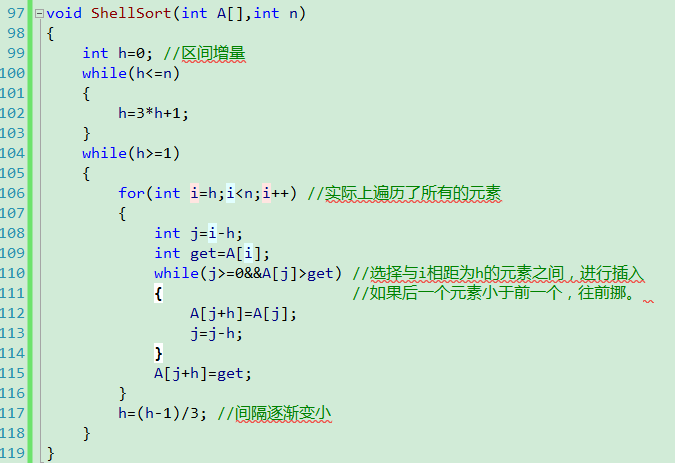 97 void ShellSort(int A[],int n)
98 {
99 int h=0; //区间增量
100 while(h<=n)
101 {
102 h=3*h+1;
103 }
104 while(h>=1)
105 {
106 for(int i=h;i<n;i++) //实际上遍历了所有的元素
107 {
108 int j=i-h;
109 int get=A[i];
110 while(j>=0&&A[j]>get) //选择与i相距为h的元素之间，进行插入
111 { //如果后一个元素小于前一个，往前挪。
112 A[j+h]=A[j];
113 j=j-h;
114 }
115 A[j+h]=get;
116 }
117 h=(h-1)/3; //间隔逐渐变小
118 }
119 }